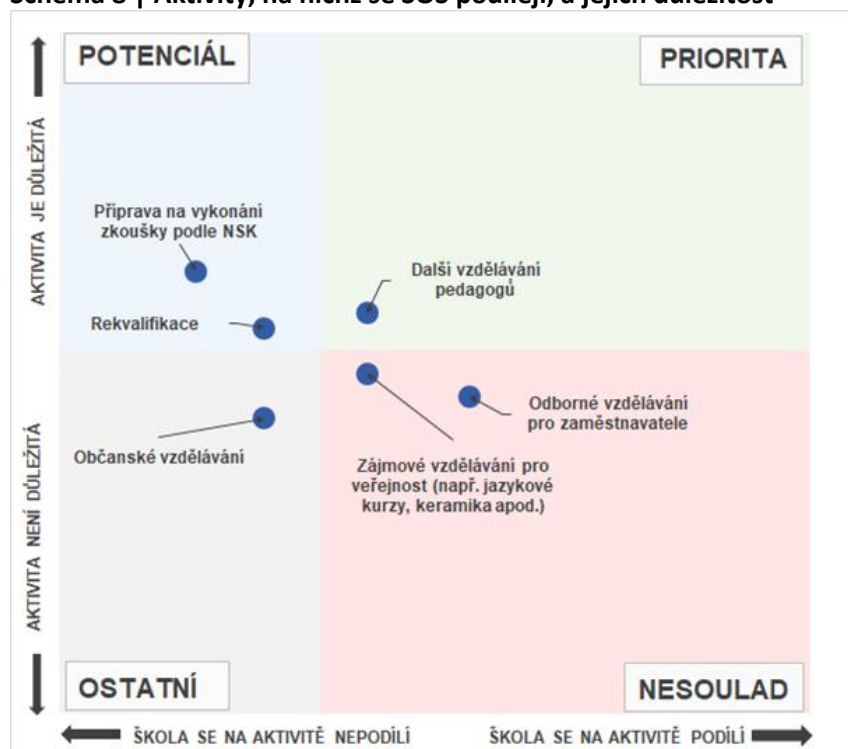 Schéma 8 | Aktivity, na nichž se SOŠ podílejí, a jejich důležitost
POTENCIÁL
PRIORITA
AKTIVITA JE DŮLEŽITÁ
Příprava na vykonání
zkoušky podle NSK
Další vzdělávání
pedagogů
Rekvalifikace
Občanské vzdělávání
Odborné vzdělávání
pro zaměstnavatele
Zájmové vzdělávání pro
veřejnost (např. jazykové
kurzy, keramika apod.)
AKTIVITA NENÍ DŮLEŽITÁ
OSTATNÍ
NESOULAD
ŠKOLA SE NA AKTIVITĚ NEPODÍLÍ
ŠKOLA SE NA AKTIVITĚ PODÍLÍ